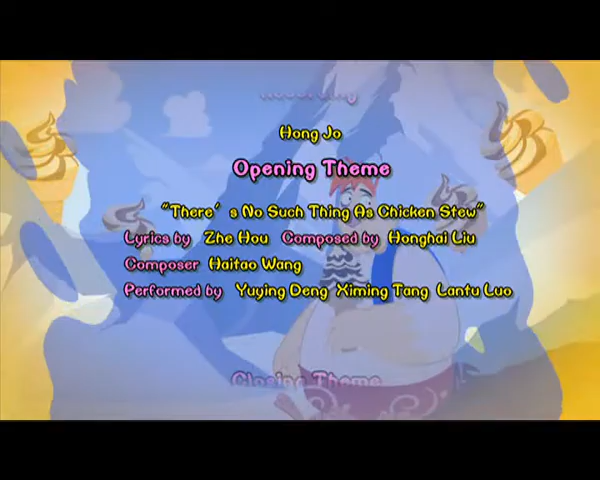 Hong Jo
Opening Theme
"There's No Such Thing As Chicken Stew"
Lyrics by Zhe Hou Composed by Honghai Liu
Composer Haitao Wang
Performed by Yuying Deng Ximing Tang Lantu Luo
Closing Theme